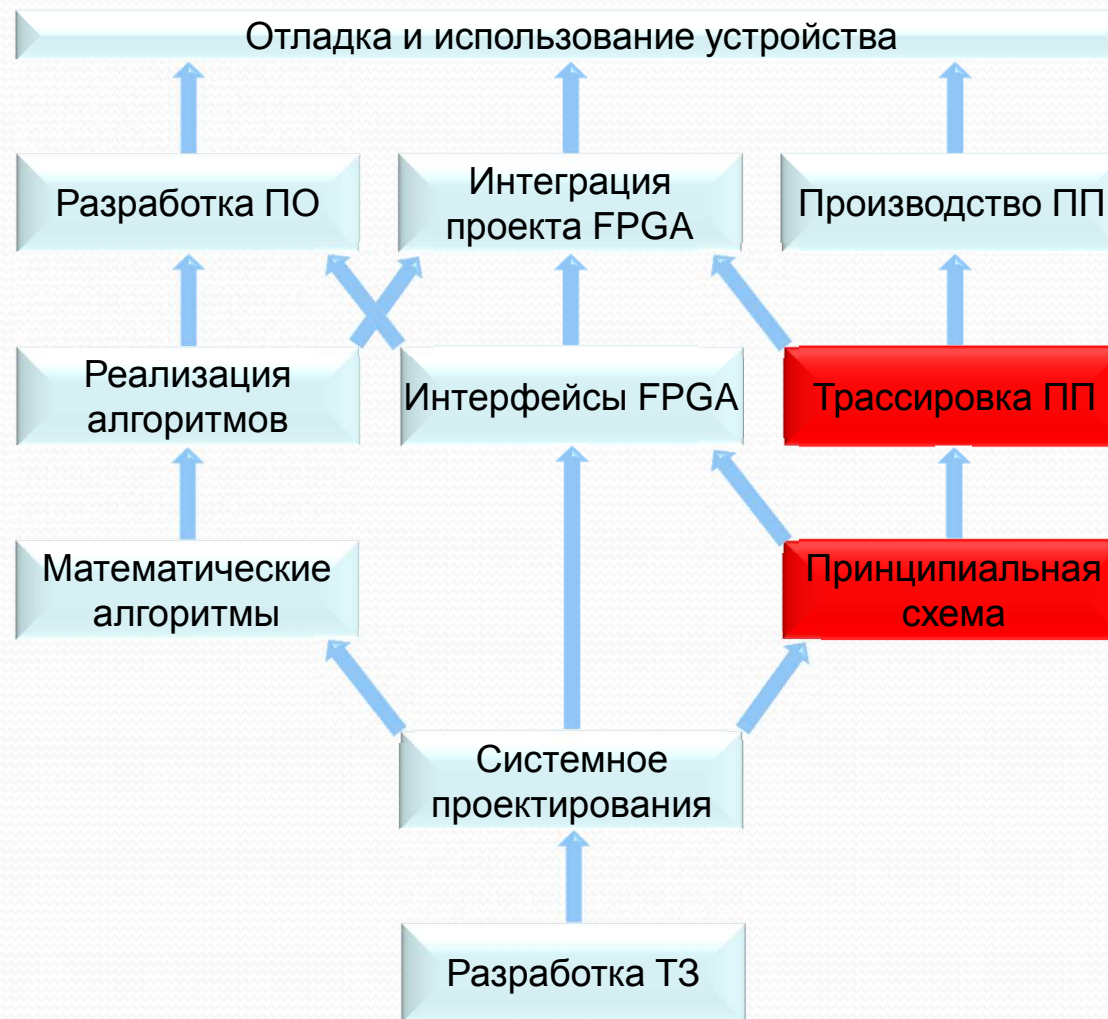 Отладка и использование устройства
Разработка ПО
Интеграция
проекта FPGA
Производство ПП
Реализация
алгоритмов
Интерфейсы FPGA
Трассировка ПП
Математические
алгоритмы
Принципиальная
схема
Системное
проектирования
Разработка ТЗ